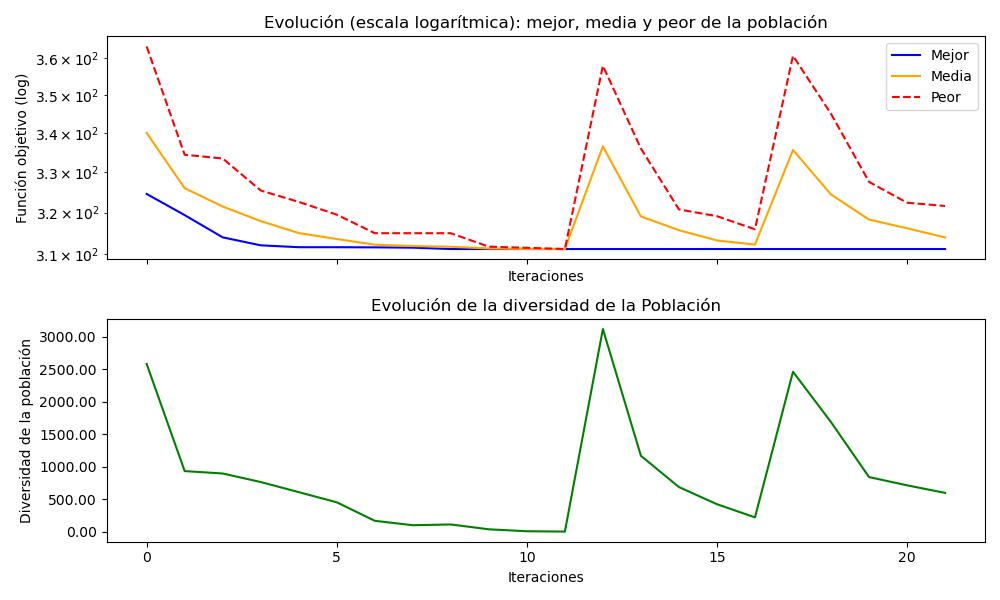 Evolución (escala logarítmica): mejor, media y peor de la población
Función objetivo (log)
3.6 × 10²
3.5 × 10²
3.4 × 10²
3.3 × 10²
3.2 × 10²
3.1 × 10²
Mejor
Media
Peor
Iteraciones
Evolución de la diversidad de la Población
Diversidad de la población
3000.00
2500.00
2000.00
1500.00
1000.00
500.00
0.00
0 5 10 15 20
Iteraciones